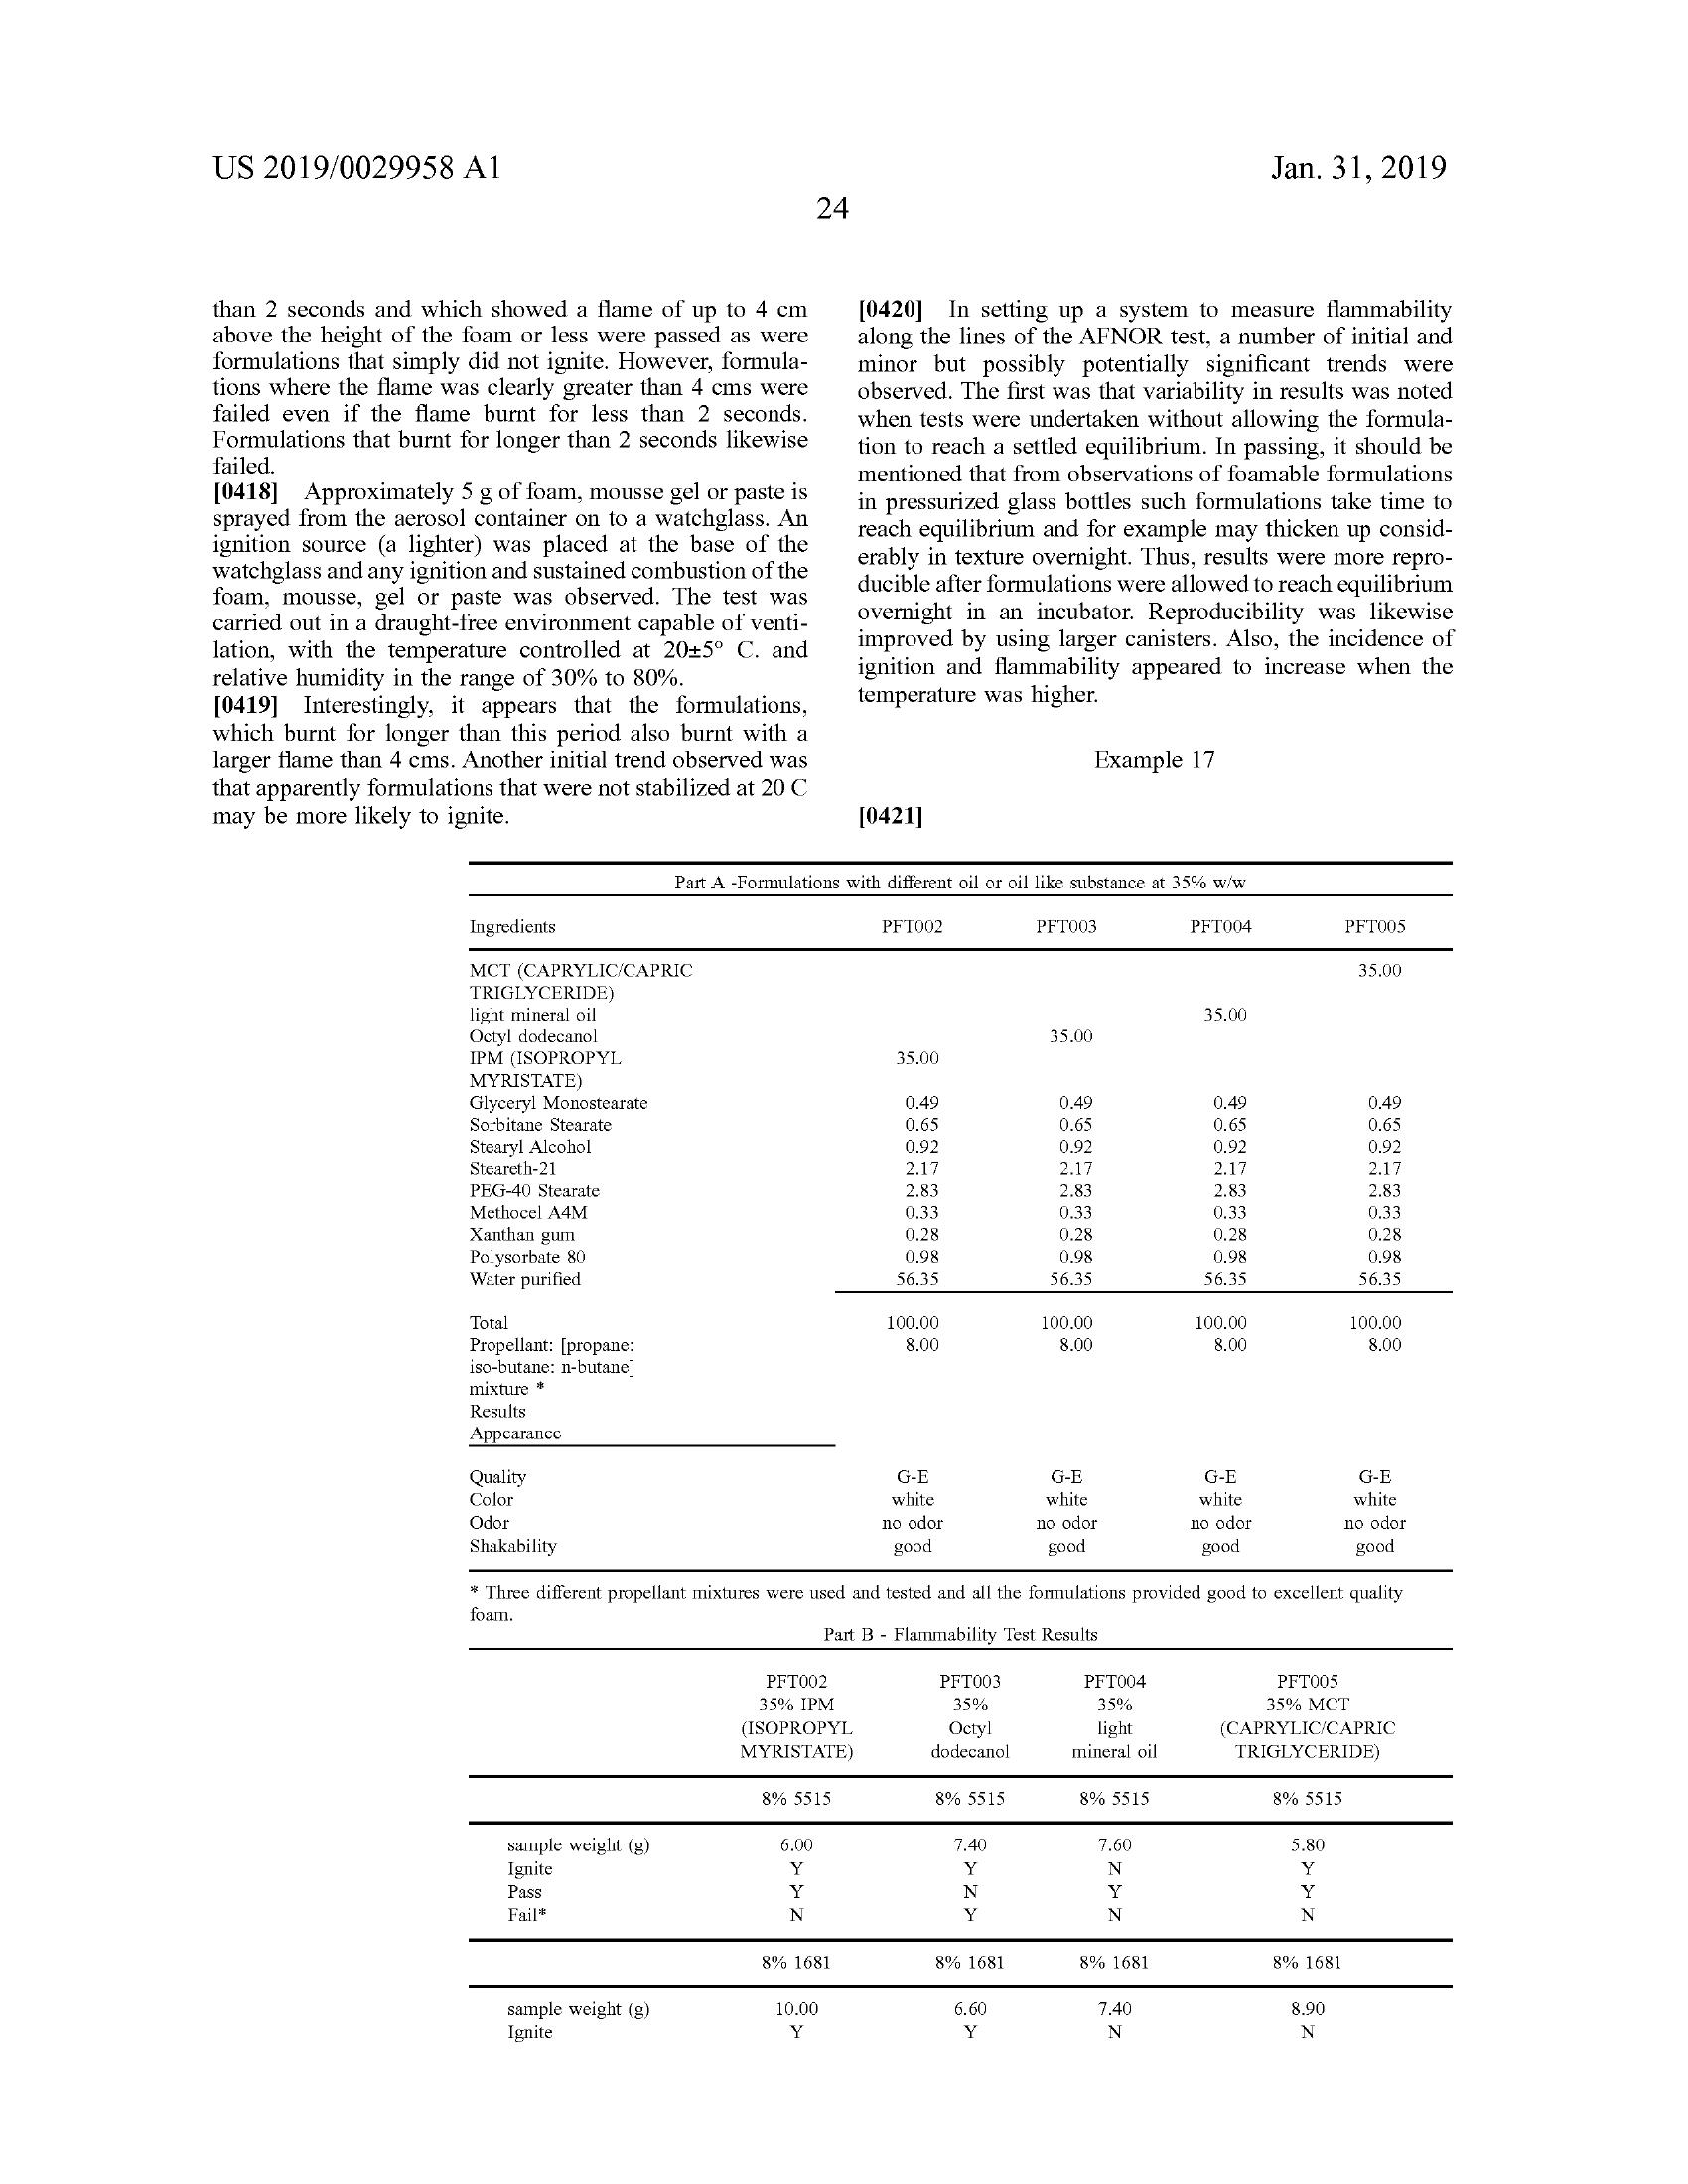 US 2019/0029958 A1
Jan. 31, 2019
24
than 2 seconds and which showed a flame of up to 4 cm
above the height of the foam or less were passed as were
formulations that simply did not ignite. However, formula-
tions where the flame was clearly greater than 4 cms were
failed even if the flame burnt for less than 2 seconds.
Formulations that burnt for longer than 2 seconds likewise
failed.
[0418] Approximately 5 g of foam, mousse gel or paste is
sprayed from the aerosol container on to a watchglass. An
ignition source (a lighter) was placed at the base of the
watchglass and any ignition and sustained combustion of the
foam, mousse, gel or paste was observed. The test was
carried out in a draught-free environment capable of venti-
lation, with the temperature controlled at 20±5° C. and
relative humidity in the range of 30% to 80%.
[0419] Interestingly, it appears that the formulations,
which burnt for longer than this period also burnt with a
larger flame than 4 cms. Another initial trend observed was
that apparently formulations that were not stabilized at 20 C
may be more likely to ignite.
[0420] In setting up a system to measure flammability
along the lines of the AFNOR test, a number of initial and
minor but possibly potentially significant trends were
observed. The first was that variability in results was noted
when tests were undertaken without allowing the formula-
tion to reach a settled equilibrium. In passing, it should be
mentioned that from observations of foamable formulations
in pressurized glass bottles such formulations take time to
reach equilibrium and for example may thicken up consid-
erably in texture overnight. Thus, results were more repro-
ducible after formulations were allowed to reach equilibrium
overnight in an incubator. Reproducibility was likewise
improved by using larger canisters. Also, the incidence of
ignition and flammability appeared to increase when the
temperature was higher.
Example 17
[0421]
Part A -Formulations with different oil or oil like substance at 35% w/w
Ingredients PFT002 PFT003 PFT004 PFT005
MCT (CAPRYLIC/CAPRIC 35.00
TRIGLYCERIDE)
light mineral oil 35.00
Octyl dodecanol 35.00
IPM (ISOPROPYL 35.00
MYRISTATE)
Glyceryl Monostearate 0.49 0.49 0.49 0.49
Sorbitane Stearate 0.65 0.65 0.65 0.65
Stearyl Alcohol 0.92 0.92 0.92 0.92
Steareth-21 2.17 2.17 2.17 2.17
PEG-40 Stearate 2.83 2.83 2.83 2.83
Methocel A4M 0.33 0.33 0.33 0.33
Xanthan gum 0.28 0.28 0.28 0.28
Polysorbate 80 0.98 0.98 0.98 0.98
Water purified 56.35 56.35 56.35 56.35
Total 100.00 100.00 100.00 100.00
Propellant: [propane: 8.00 8.00 8.00 8.00
iso-butane: n-butane]
mixture *
Results
Appearance
Quality G-E G-E G-E G-E
Color white white white white
Odor no odor no odor no odor no odor
Shakability good good good good
* Three different propellant mixtures were used and tested and all the formulations provided good to excellent quality
foam.
Part B - Flammability Test Results
PFT002 PFT003 PFT004 PFT005
35% IPM 35% 35% 35% MCT
(ISOPROPYL Octyl light (CAPRYLIC/CAPRIC
MYRISTATE) dodecanol mineral oil TRIGLYCERIDE)
8% 5515 8% 5515 8% 5515 8% 5515
sample weight (g) 6.00 7.40 7.60 5.80
Ignite Y Y N Y
Pass Y N Y Y
Fail* N Y N N
8% 1681 8% 1681 8% 1681 8% 1681
sample weight (g) 10.00 6.60 7.40 8.90
Ignite Y Y N N